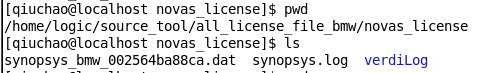 [qiuchao@localhost novas_license]$ pwd
/home/logic/source_tool/all_license_file_bmw/novas_license
[qiuchao@localhost novas_license]$ ls
synopsys_bmw_002564ba88ca.dat  synopsys.log  verdiLog